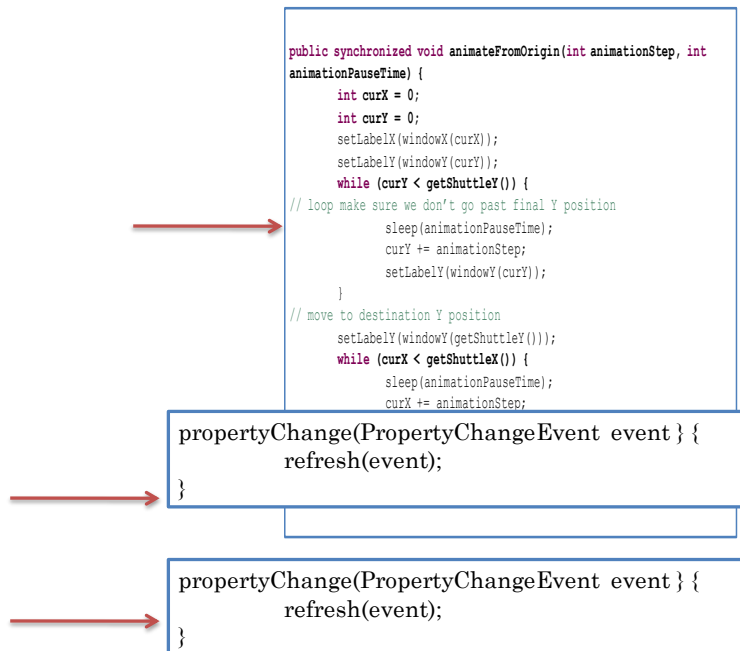 public synchronized void animateFromOrigin(int animationStep, int
animationPauseTime) {
int curX = 0;
int curY = 0;
setLabelX(windowX(curX));
setLabelY(windowY(curY));
while (curY < getShuttleY()) {
// loop make sure we don’t go past final Y position
sleep(animationPauseTime);
curY += animationStep;
setLabelY(windowY(curY));
}
// move to destination Y position
setLabelY(windowY(getShuttleY()));
while (curX < getShuttleX()) {
sleep(animationPauseTime);
curX += animationStep;
propertyChange(PropertyChangeEvent event } {
refresh(event);
}
propertyChange(PropertyChangeEvent event } {
refresh(event);
}